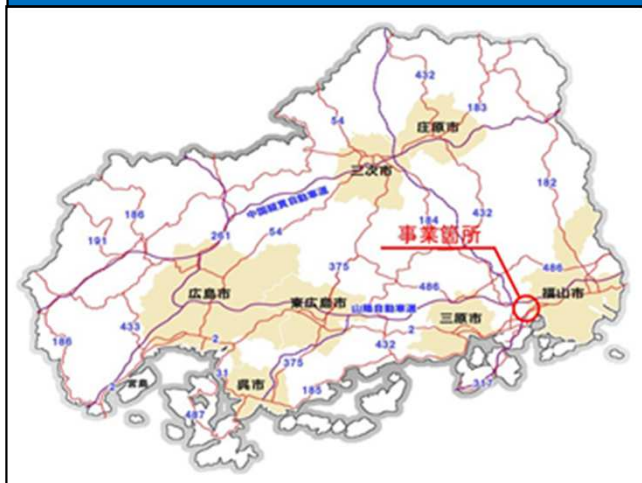 432
183
54
庄原市
三次市
182
中国縦貫自動車道
186
184
432
191
261
54
事業箇所
375
486
486
広島市
東広島市
山陽自動車道
福山市
三原市
433
2
2
186
31
375
432
宮島
呉市
185
317
2
487